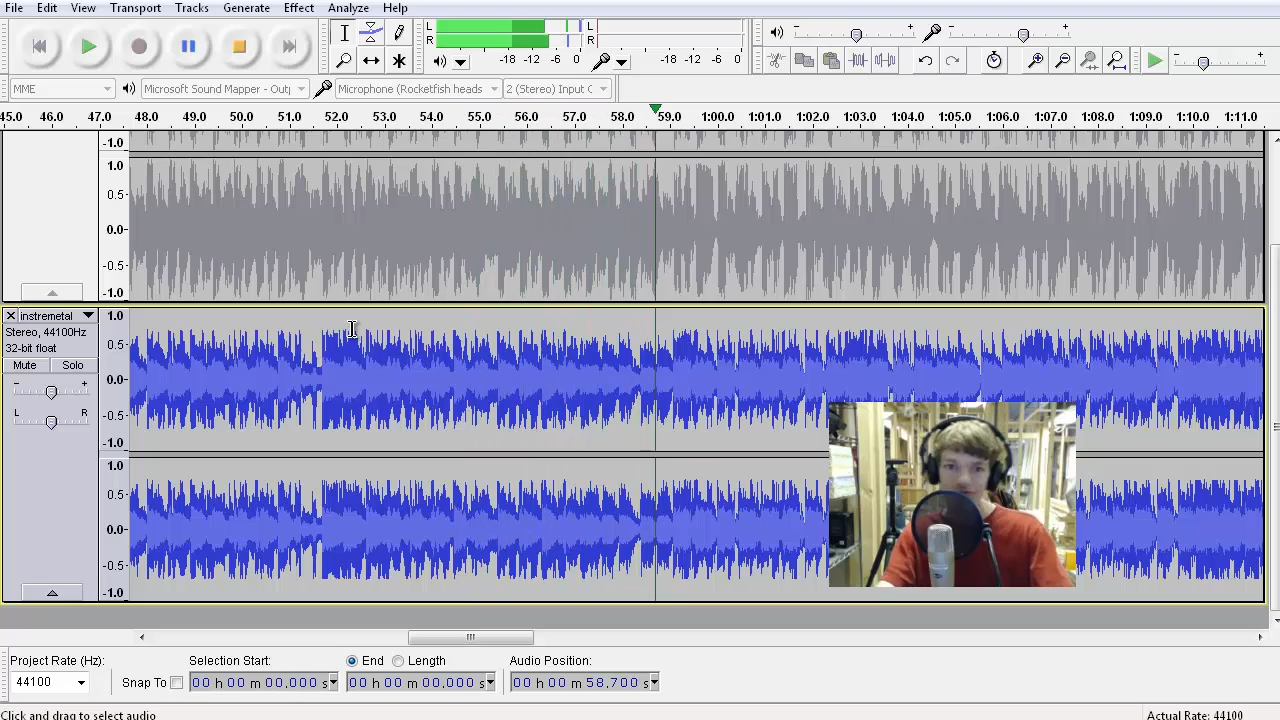 File Edit View Transport Tracks Generate Effect Analyze Help
L
R
-18 -12 -6 0
L
R
-18 -12 -6 0
MME
Microsoft Sound Mapper - Outp
Microphone (Rocketfish heads
2 (Stereo) Input C
45.0 46.0 47.0 48.0 49.0 50.0 51.0 52.0 53.0 54.0 55.0 56.0 57.0 58.0 59.0 1:00.0 1:01.0 1:02.0 1:03.0 1:04.0 1:05.0 1:06.0 1:07.0 1:08.0 1:09.0 1:10.0 1:11.0
-1.0
1.0
0.5-
0.0-
-0.5-
-1.0
instremetal
Stereo, 44100Hz
32-bit float
Mute Solo
- +
L R
1.0
0.5-
0.0-
-0.5-
-1.0
1.0
0.5-
0.0-
-0.5-
-1.0
Project Rate (Hz):
44100
Snap To
Selection Start:
00 h 00 m 00.000 s
End Length
00 h 00 m 00.000 s
Audio Position:
00 h 00 m 58.700 s
Click and drag to select audio
Actual Rate: 44100